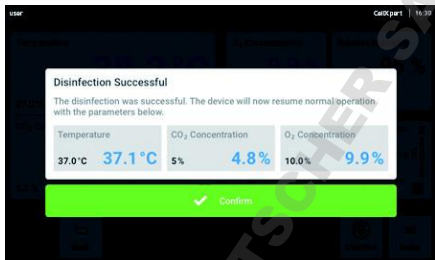 user
CellXpert | 16:30
Disinfection Successful
The disinfection was successful. The device will now resume normal operation,
with the parameters below.
Temperature
37.0°C 37.1°C
CO₂ Concentration
5% 4.8%
O₂ Concentration
10.0% 9.9%
Confirm